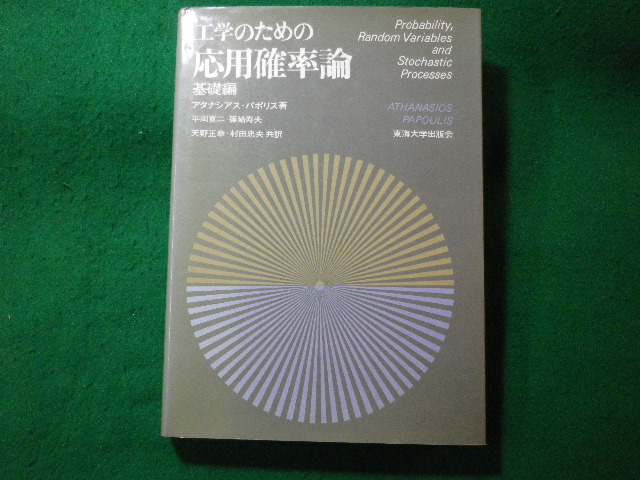 工学のための
応用確率論
基礎編
アタナシアス・パポリス著
平岡寛二・篠崎寿夫
天野正章・村田忠夫 共訳
Probability,
Random Variables
and
Stochastic
Processes
ATHANASIOS
PAPOULIS
東海大学出版会